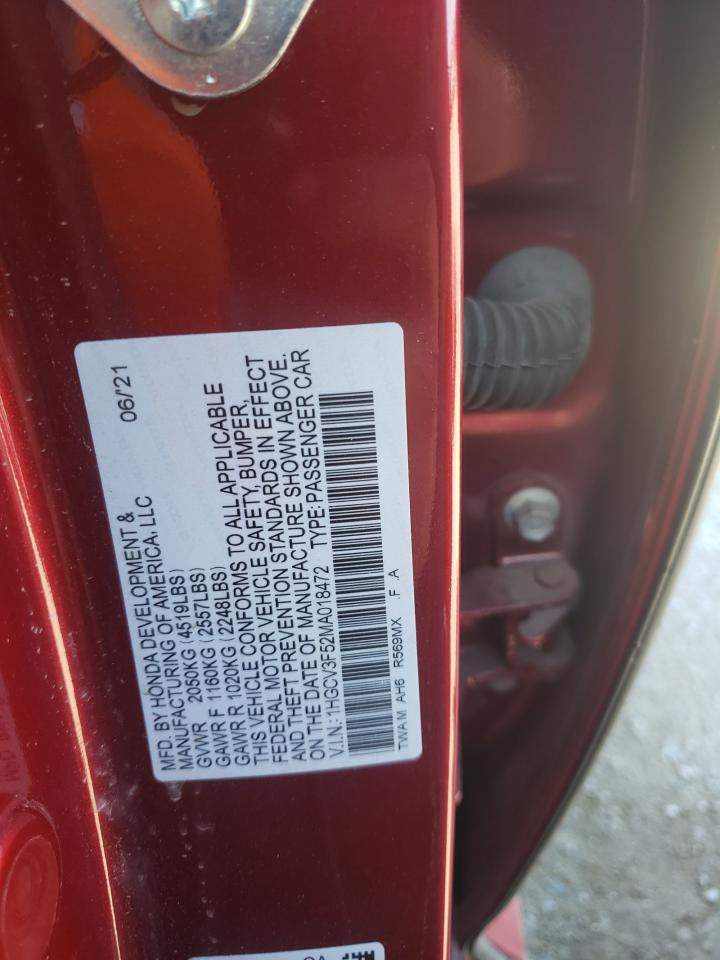 MFD. BY HONDA DEVELOPMENT &
MANUFACTURING OF AMERICA, LLC 06/'21
GVWR 2050KG (4519LBS)
GAWR F 1160KG (2557LBS)
GAWR R 1020KG (2248LBS)
THIS VEHICLE CONFORMS TO ALL APPLICABLE
FEDERAL MOTOR VEHICLE SAFETY, BUMPER,
AND THEFT PREVENTION STANDARDS IN EFFECT
ON THE DATE OF MANUFACTURE SHOWN ABOVE.
V.I.N.: 1HGCV3F52MA018472 TYPE: PASSENGER CAR
TWA M AH6 R569MX .F .A